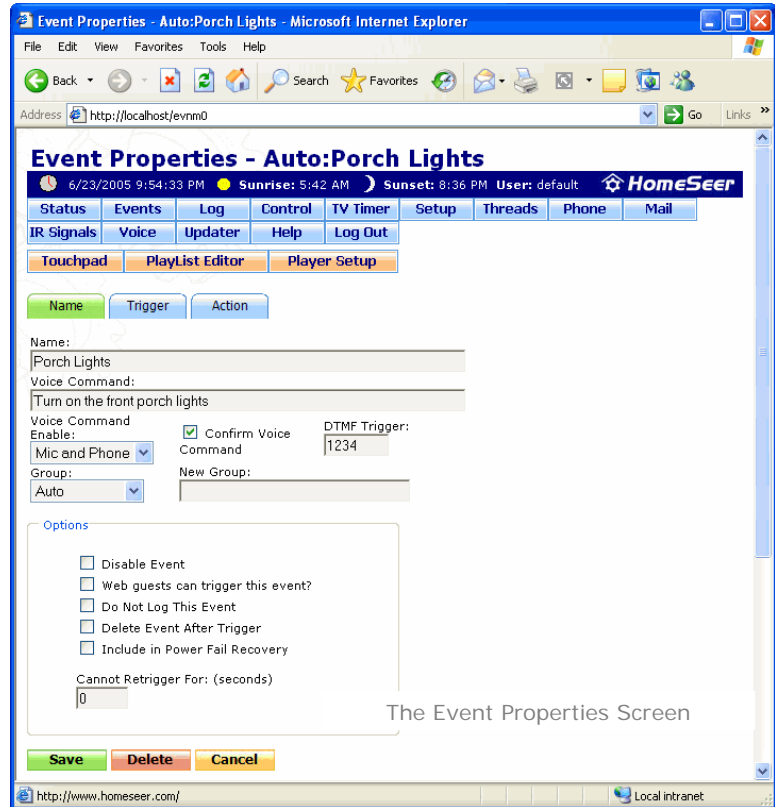 Event Properties - Auto:Porch Lights - Microsoft Internet Explorer
File Edit View Favorites Tools Help
Back Search Favorites
Address http://localhost/evnm0 Go Links »
Event Properties - Auto:Porch Lights
6/23/2005 9:54:33 PM Sunrise: 5:42 AM Sunset: 8:36 PM User: default HomeSeer
Status Events Log Control TV Timer Setup Threads Phone Mail
IR Signals Voice Updater Help Log Out
Touchpad PlayList Editor Player Setup
Name Trigger Action
Name:
Porch Lights
Voice Command:
Turn on the front porch lights
Voice Command Enable:
Mic and Phone
Confirm Voice Command
DTMF Trigger:
1234
Group:
Auto
New Group:
Options
Disable Event
Web guests can trigger this event?
Do Not Log This Event
Delete Event After Trigger
Include in Power Fail Recovery
Cannot Retrigger For: (seconds)
0
The Event Properties Screen
Save Delete Cancel
http://www.homeseer.com/ Local intranet